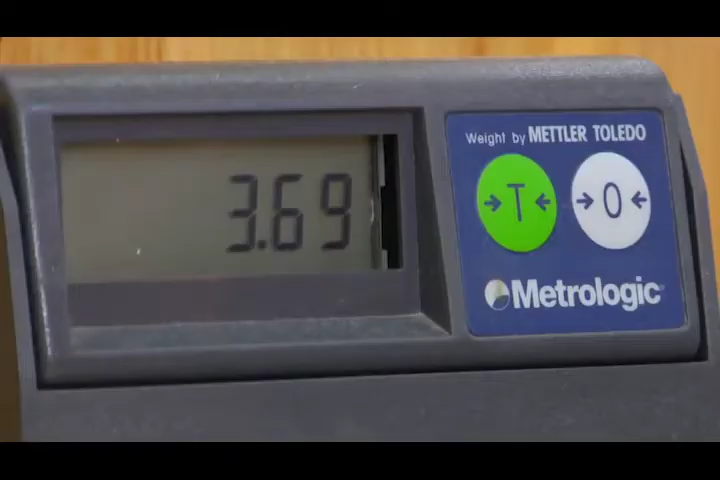 3.69
Weight by METTLER TOLEDO
→T← →0←
Metrologic